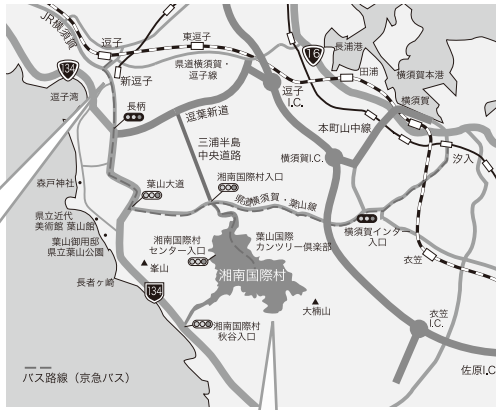 JR横須賀
逗子
東逗子
16
長浦港
134
新逗子
県道横須賀・
逗子線
田浦
横須賀本港
逗子湾
逗子
I.C.
横須賀
長柄
逗葉新道
本町山中線
三浦半島
中央道路
横須賀I.C.
汐入
森戸神社
葉山大道
湘南国際村入口
県道横須賀・葉山線
県立近代
美術館 葉山館
葉山御用邸
県立葉山公園
湘南国際村
センター入口
葉山国際
カンツリー倶楽部
横須賀インター
入口
衣笠
長者ヶ崎
峯山
湘南国際村
134
大楠山
湘南国際村
秋谷入口
衣笠
I.C.
佐原I.C
バス路線（京急バス）